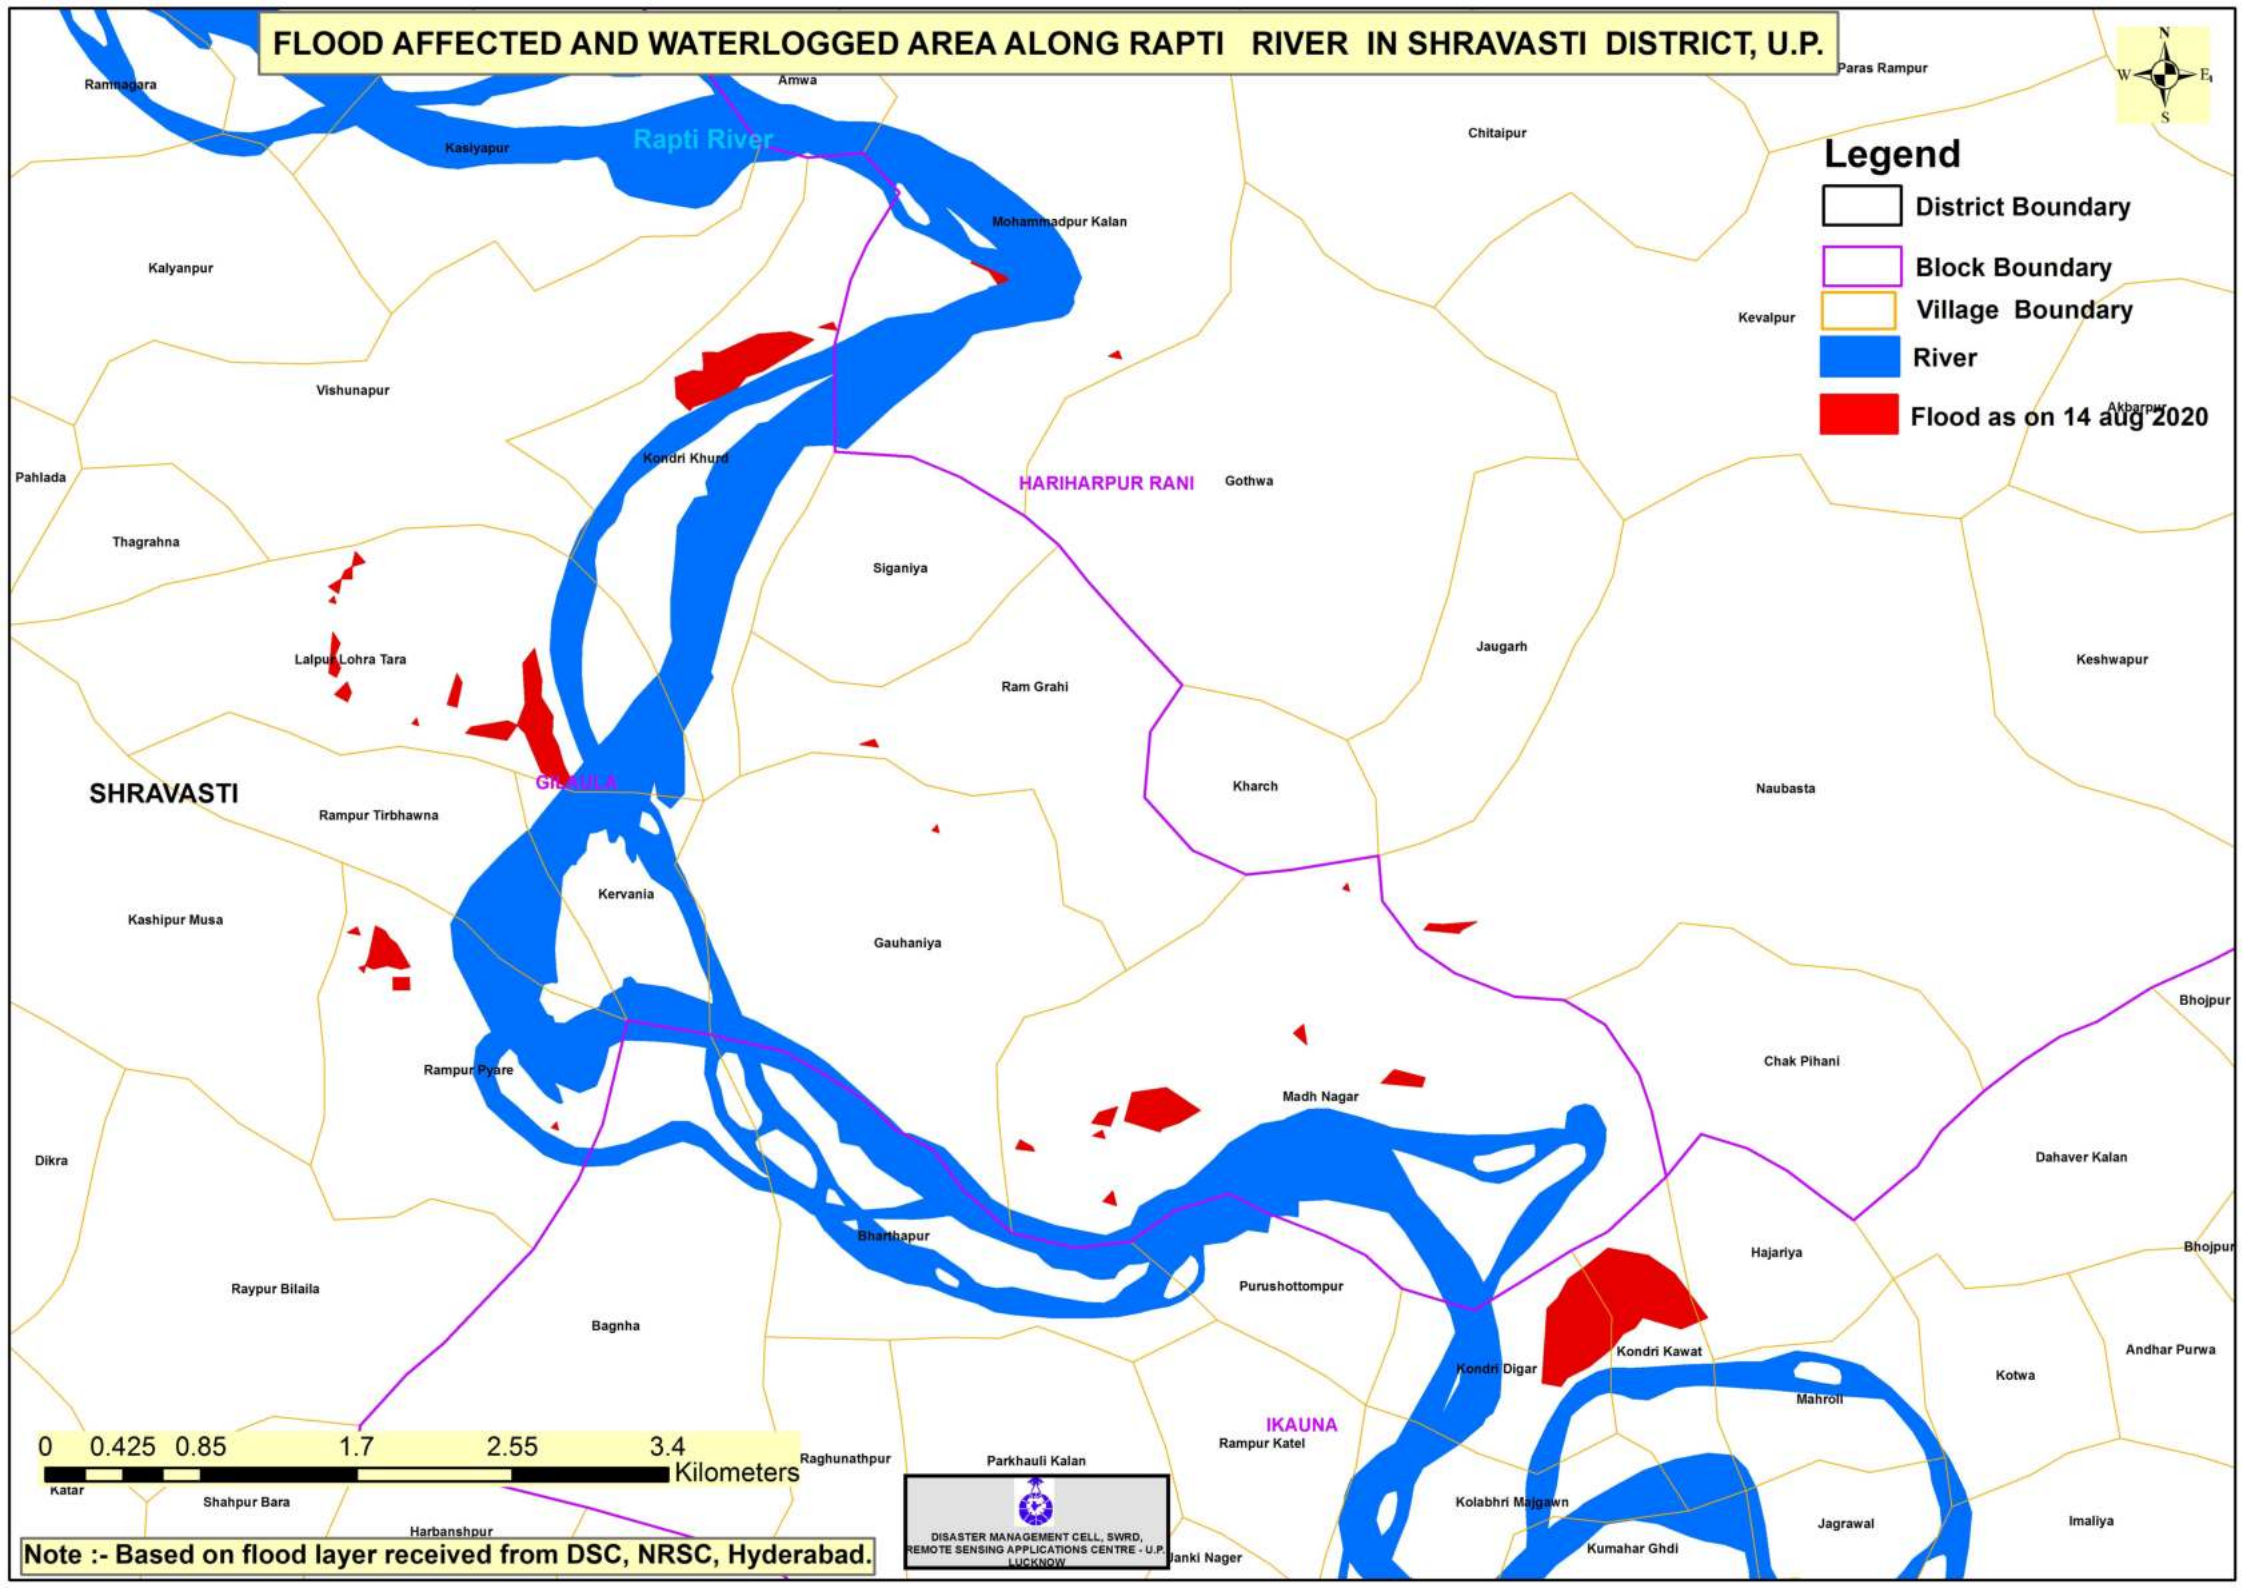 FLOOD AFFECTED AND WATERLOGGED AREA ALONG RAPTI RIVER IN SHRAVASTI DISTRICT, U.P.
N
W E
S
Legend
District Boundary
Block Boundary
Village Boundary
River
Flood as on 14 aug 2020
Paras Rampur
Ramnagara
Amwa
Kasiyapur
Rapti River
Chitaipur
Mohammadpur Kalan
Kalyanpur
Kevalpur
Vishunapur
Akbarpur
Kondri Khurd
Pahlada
HARIHARPUR RANI
Gothwa
Thagrahna
Siganiya
Jaugarh
Lalpur Lohra Tara
Keshwapur
Ram Grahi
GILAULA
SHRAVASTI
Kharch
Naubasta
Rampur Tirbhawna
Kervania
Kashipur Musa
Gauhaniya
Bhojpur
Rampur Pyare
Chak Pihani
Madh Nagar
Dikra
Dahaver Kalan
Bharthapur
Hajariya
Bhojpur
Raypur Bilaila
Purushottompur
Bagnha
Kondri Kawat
Andhar Purwa
Kondri Digar
Kotwa
Mahroli
IKAUNA
Rampur Katel
0 0.425 0.85 1.7 2.55 3.4
Kilometers
Raghunathpur
Parkhauli Kalan
Katar
Shahpur Bara
Kolabhri Majgawn
Harbanshpur
Jagrawal
Imaliya
Kumahar Ghdi
Janki Nager
DISASTER MANAGEMENT CELL, SWRD,
REMOTE SENSING APPLICATIONS CENTRE - U.P.
LUCKNOW
Note :- Based on flood layer received from DSC, NRSC, Hyderabad.